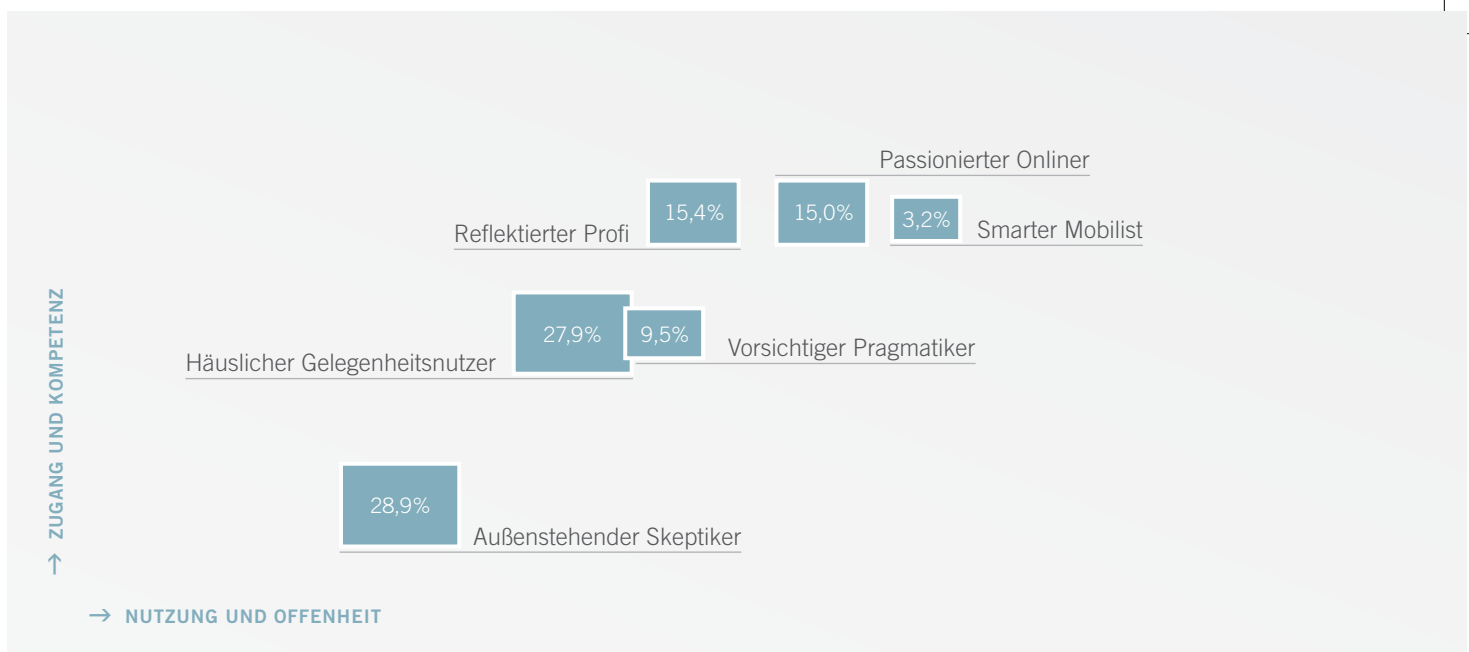 Passionierter Onliner
Reflektierter Profi
15,4%
15,0%
3,2%
Smarter Mobilist
Häuslicher Gelegenheitsnutzer
27,9%
9,5%
Vorsichtiger Pragmatiker
28,9%
Außenstehender Skeptiker
↑ ZUGANG UND KOMPETENZ
→ NUTZUNG UND OFFENHEIT